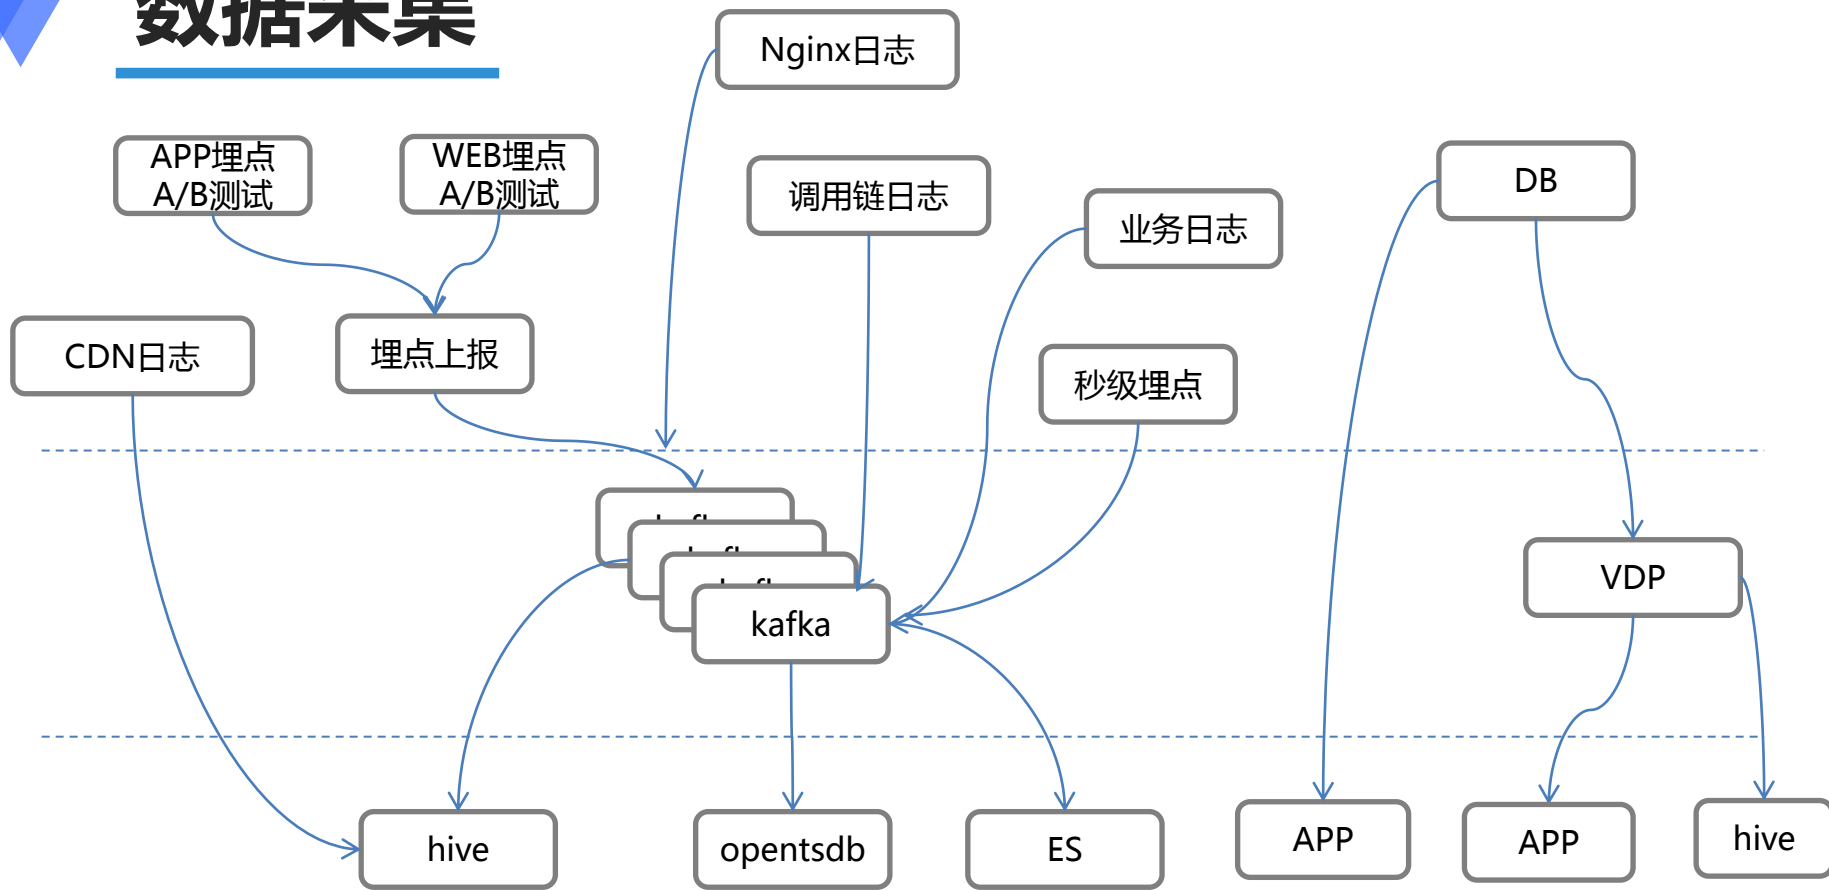 数据采集
Nginx日志
APP埋点
A/B测试
WEB埋点
A/B测试
调用链日志
业务日志
DB
CDN日志
埋点上报
秒级埋点
kafka
kafka
kafka
kafka
VDP
hive
opentsdb
ES
APP
APP
hive